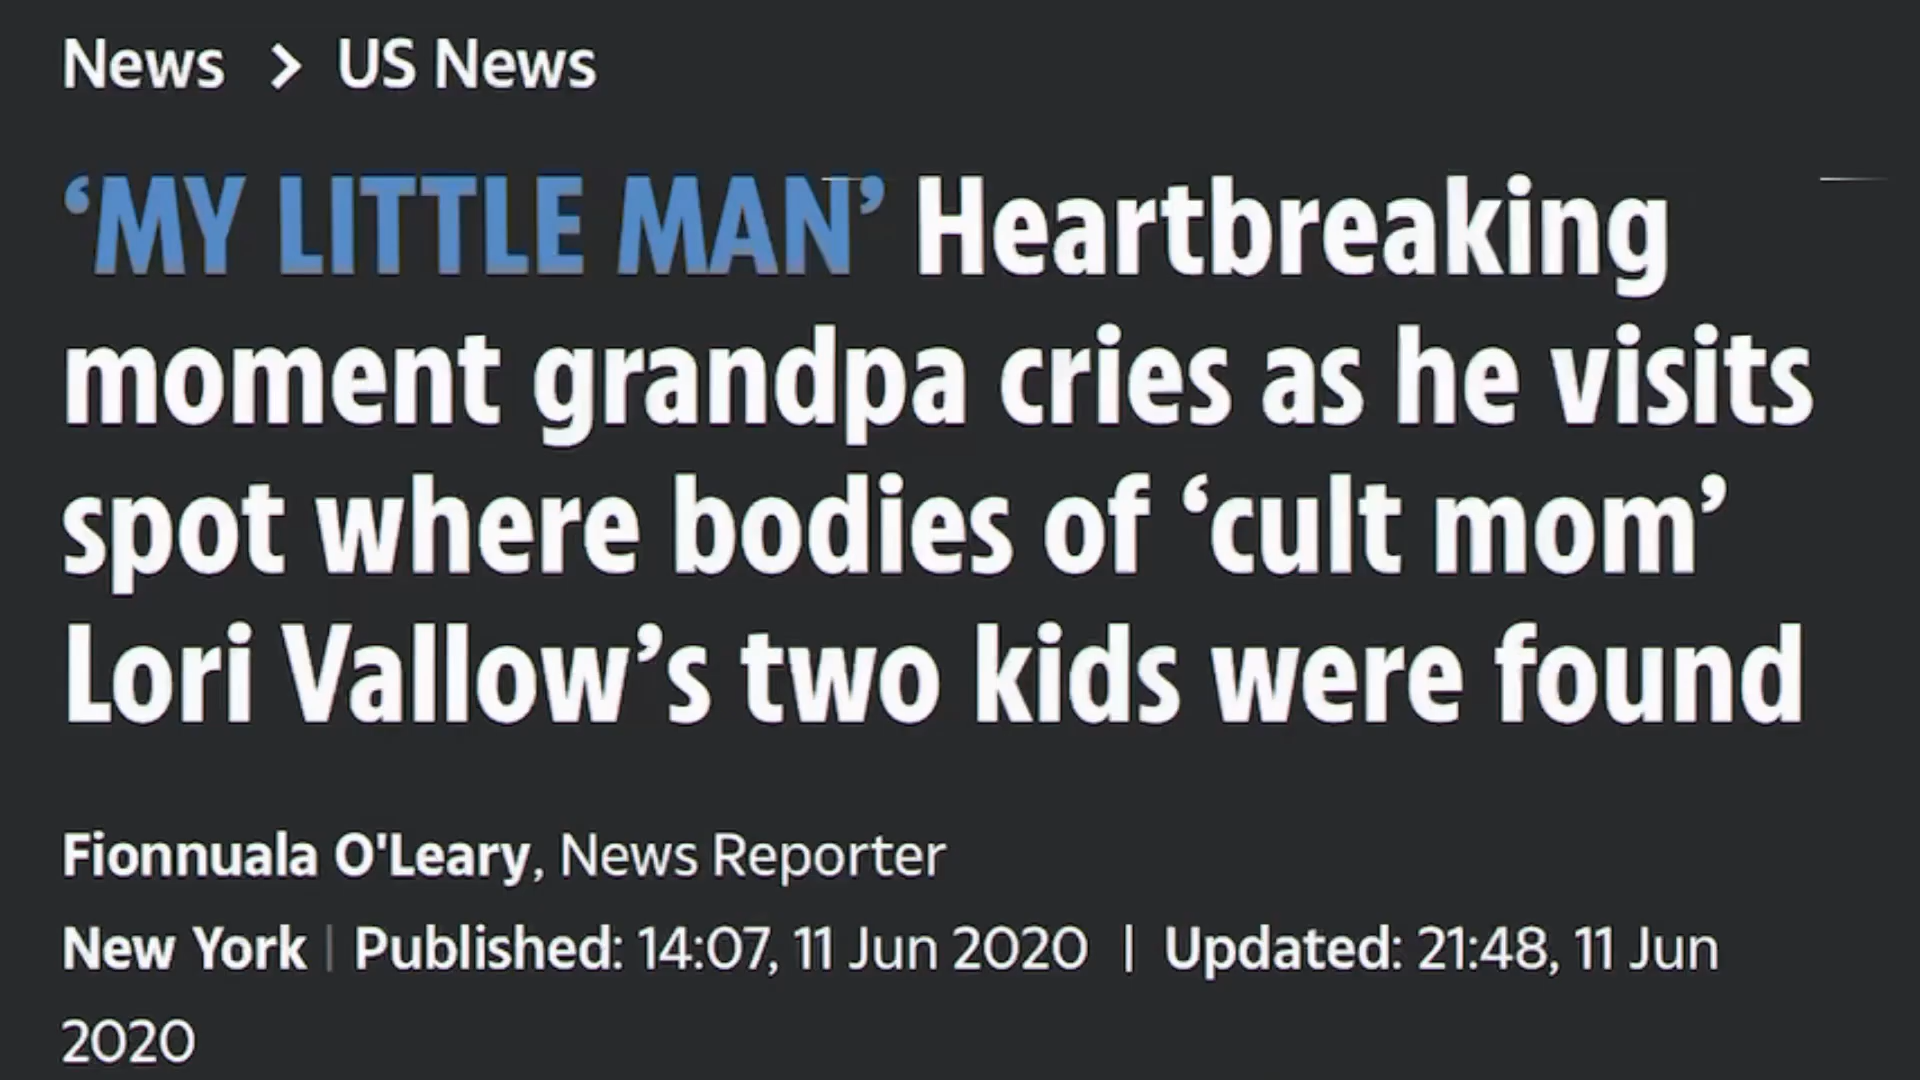 News > US News
‘MY LITTLE MAN’ Heartbreaking
moment grandpa cries as he visits
spot where bodies of ‘cult mom’
Lori Vallow’s two kids were found
Fionnuala O'Leary, News Reporter
New York | Published: 14:07, 11 Jun 2020 | Updated: 21:48, 11 Jun
2020